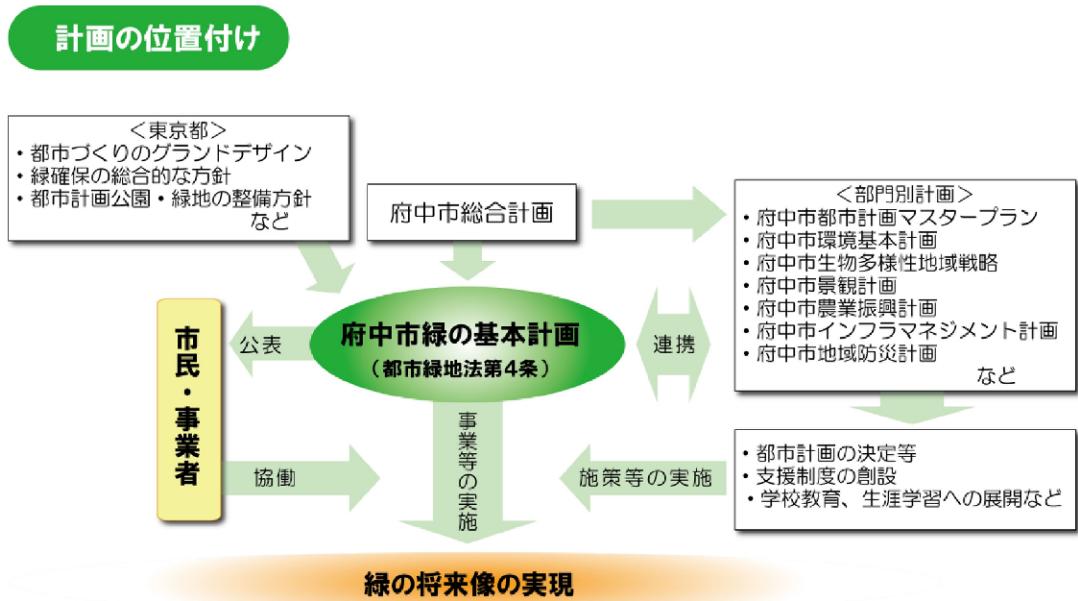 計画の位置付け
＜東京都＞
・都市づくりのグランドデザイン
・緑確保の総合的な方針
・都市計画公園・緑地の整備方針
など
府中市総合計画
＜部門別計画＞
・府中市都市計画マスタープラン
・府中市環境基本計画
・府中市生物多様性地域戦略
・府中市景観計画
・府中市農業振興計画
・府中市インフラマネジメント計画
・府中市地域防災計画
など
市民・事業者
公表
府中市緑の基本計画
（都市緑地法第4条）
連携
協働
事業等の実施
施策等の実施
・都市計画の決定等
・支援制度の創設
・学校教育、生涯学習への展開など
緑の将来像の実現